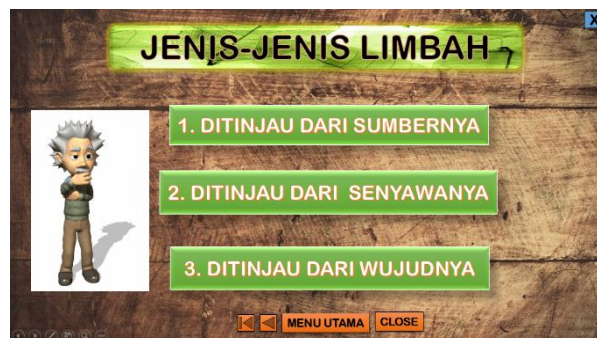 X
JENIS-JENIS LIMBAH
1. DITINJAU DARI SUMBERNYA
2. DITINJAU DARI SENYAWANYA
3. DITINJAU DARI WUJUDNYA
MENU UTAMA
CLOSE